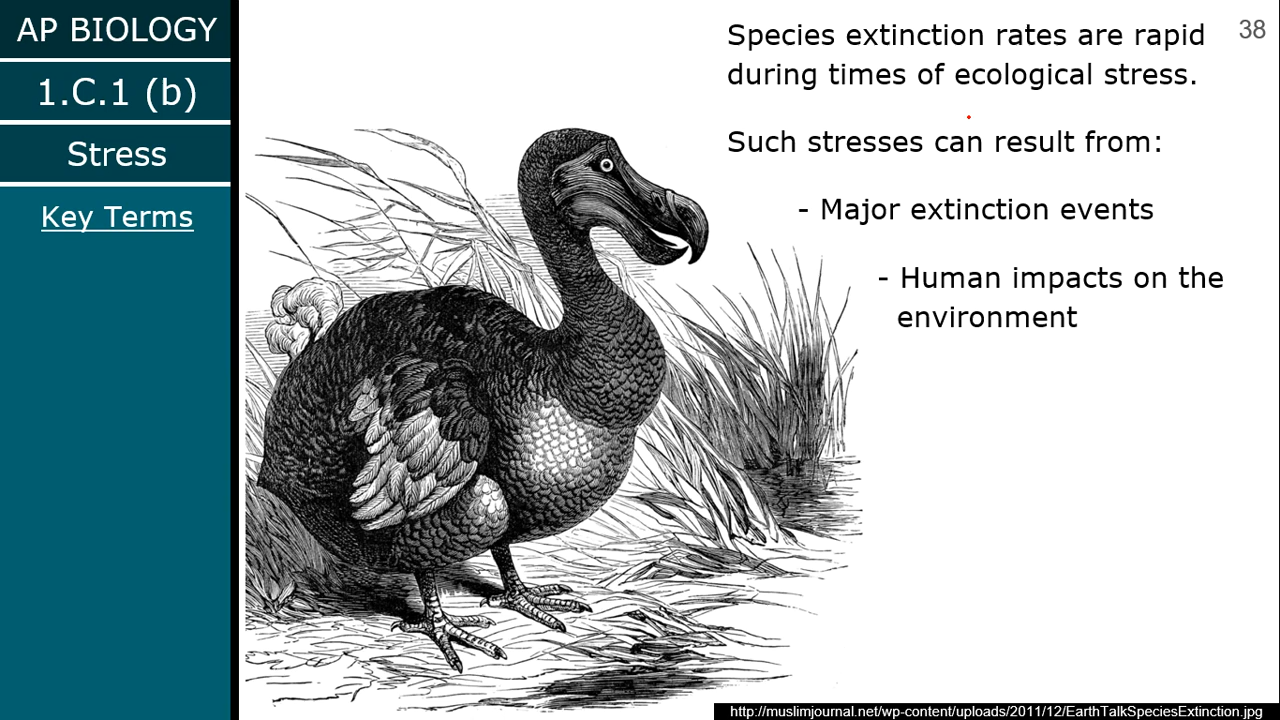 AP BIOLOGY
1.C.1 (b)
Stress
Key Terms
38
Species extinction rates are rapid
during times of ecological stress.
Such stresses can result from:
- Major extinction events
- Human impacts on the
environment
http://muslimjournal.net/wp-content/uploads/2011/12/EarthTalkSpeciesExtinction.jpg